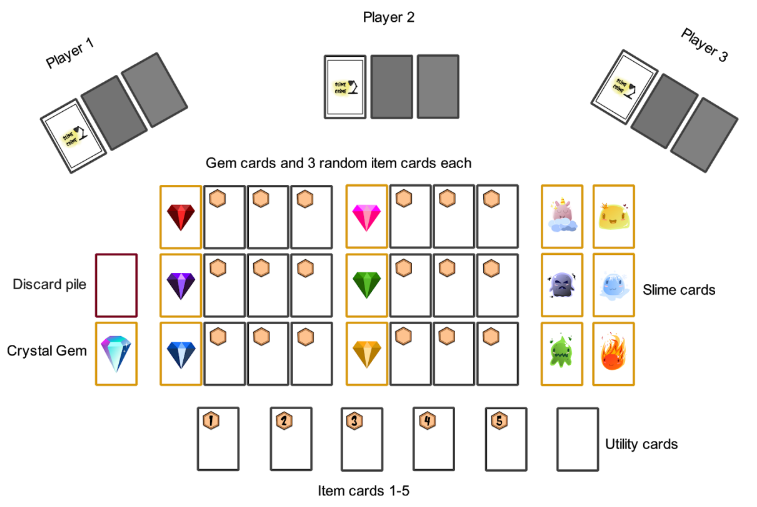 Player 1
Player 2
Player 3
Gem cards and 3 random item cards each
Discard pile
Crystal Gem
Slime cards
1
2
3
4
5
Utility cards
Item cards 1-5